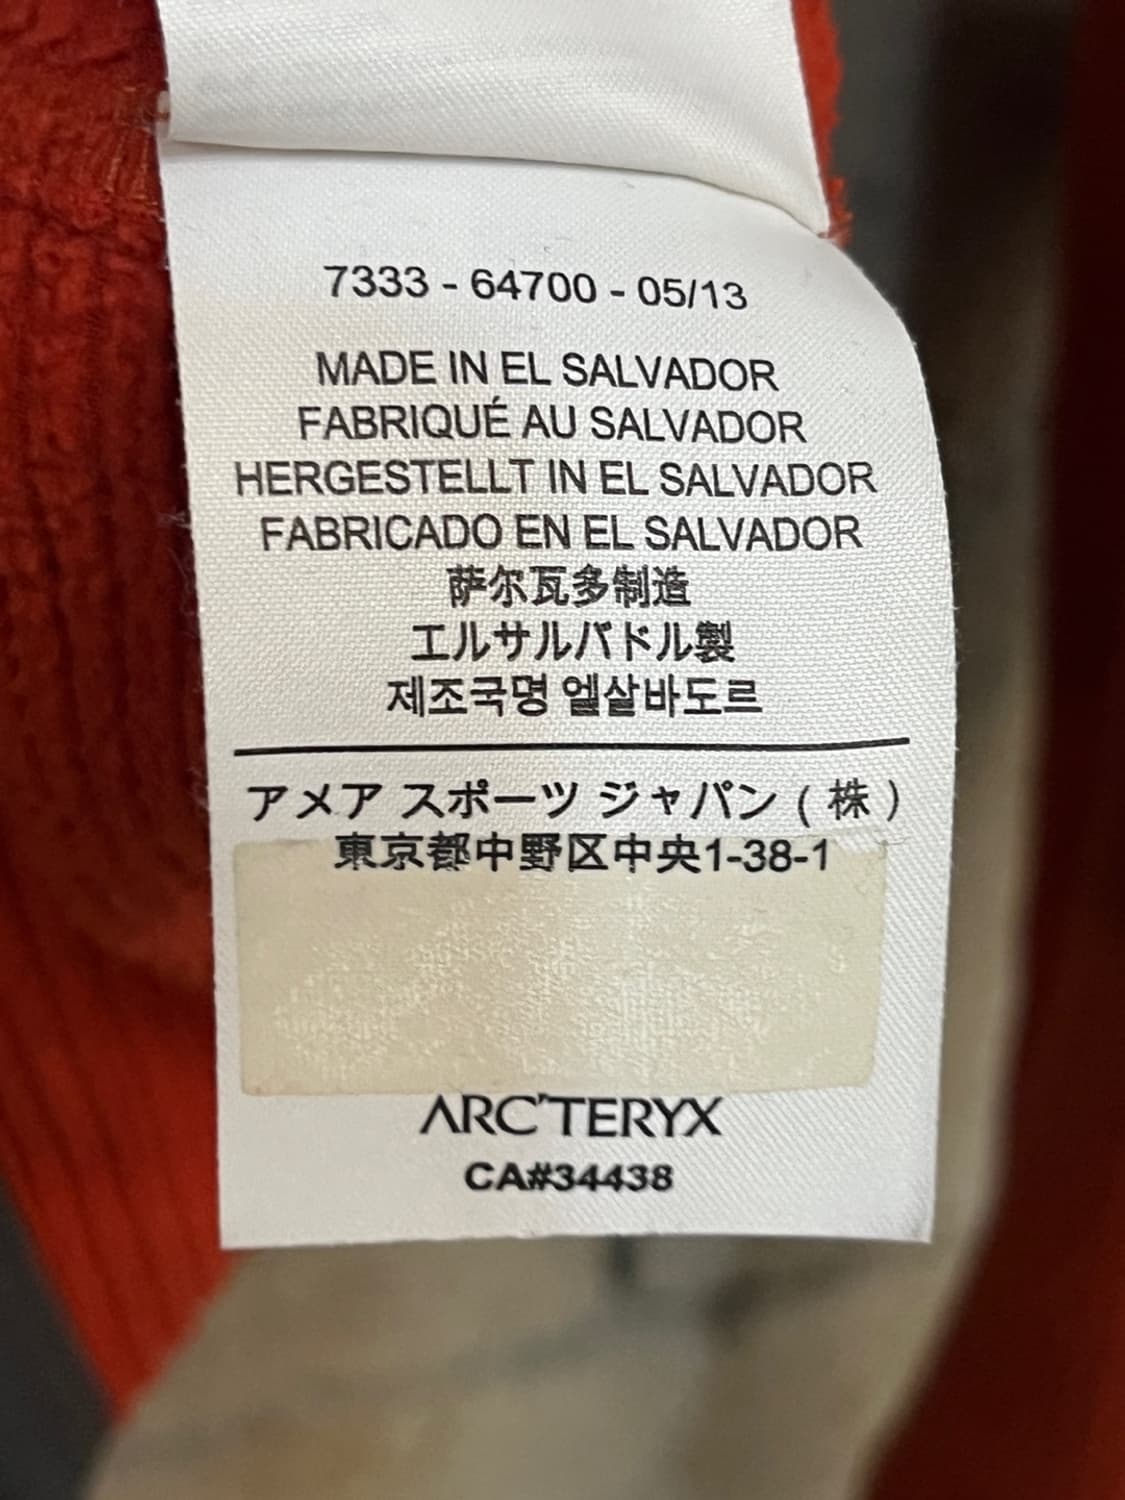 7333 - 64700 - 05/13
MADE IN EL SALVADOR
FABRIQUÉ AU SALVADOR
HERGESTELLT IN EL SALVADOR
FABRICADO EN EL SALVADOR
萨尔瓦多制造
エルサルバドル製
제조국명 엘살바도르
アメア スポーツ ジャパン ( 株 )
東京都中野区中央1-38-1
ARC'TERYX
CA#34438